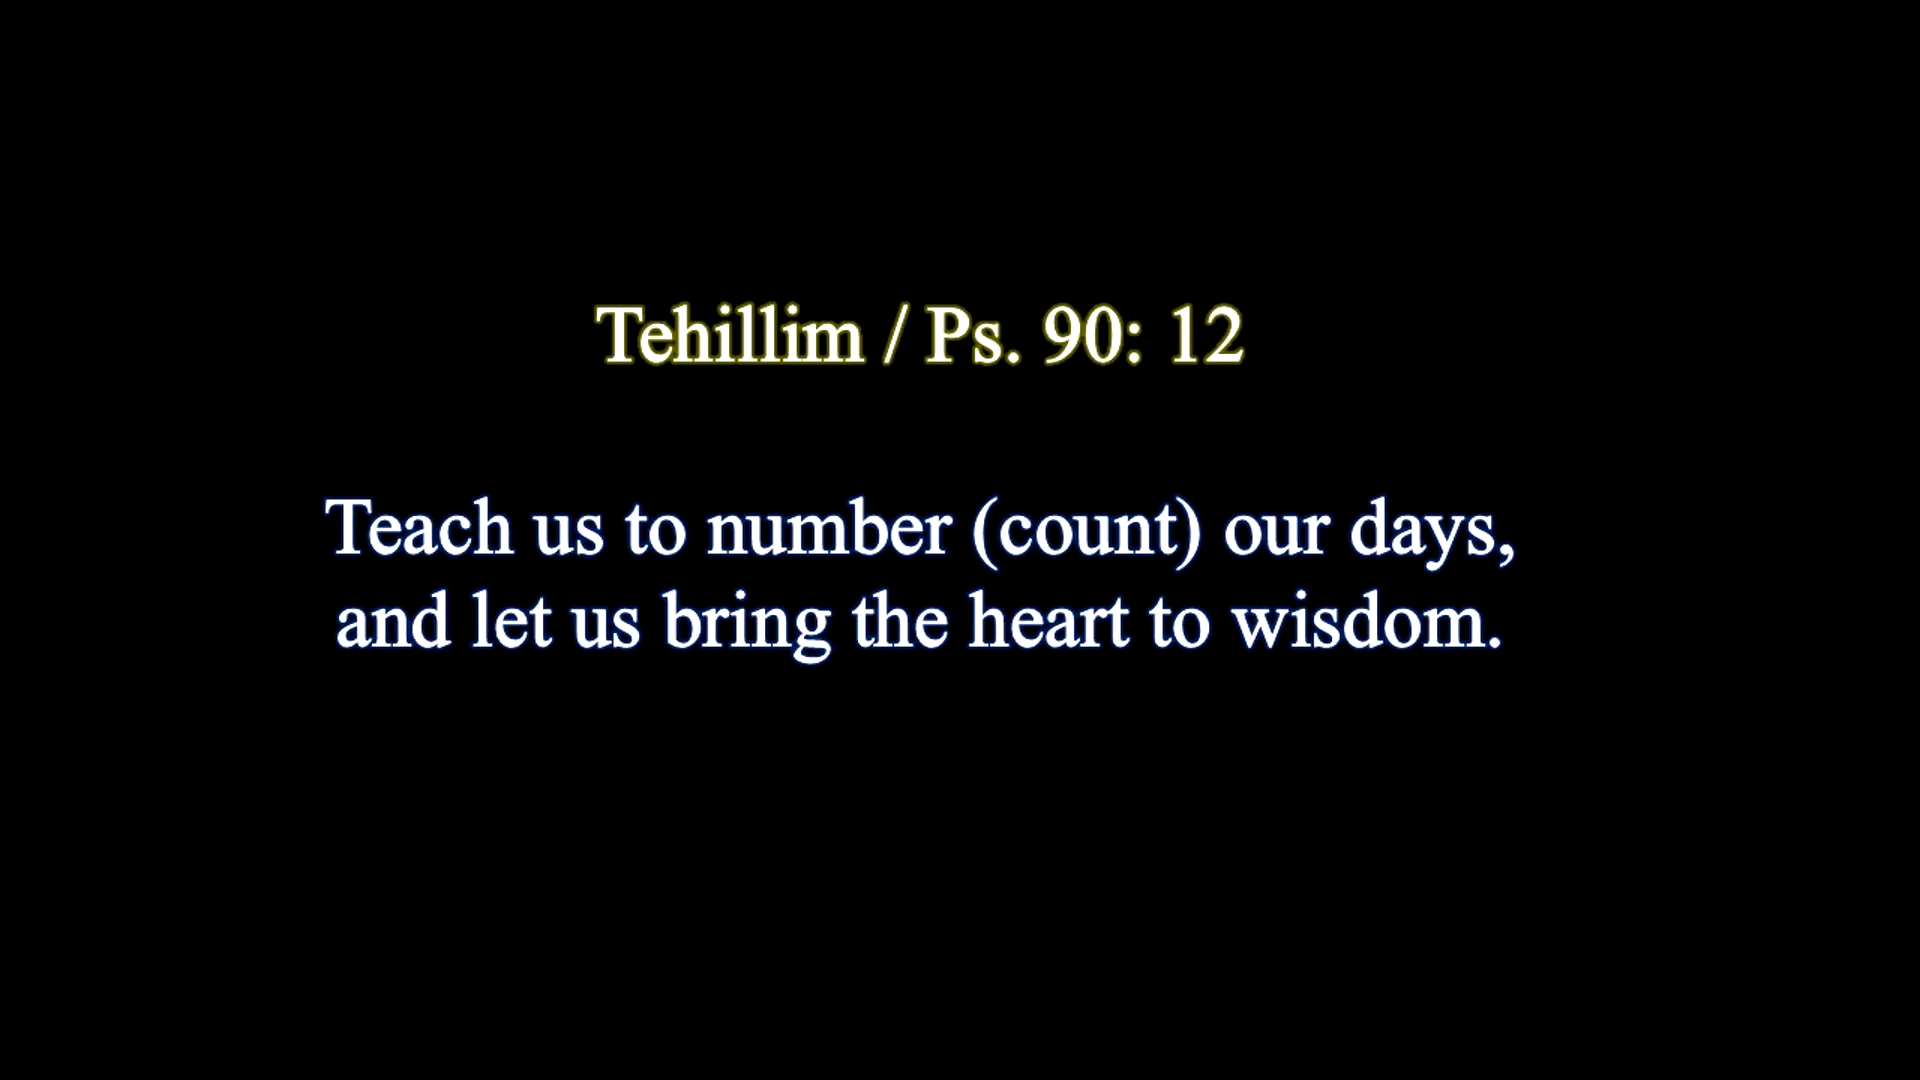 Tehillim / Ps. 90: 12
Teach us to number (count) our days,
and let us bring the heart to wisdom.